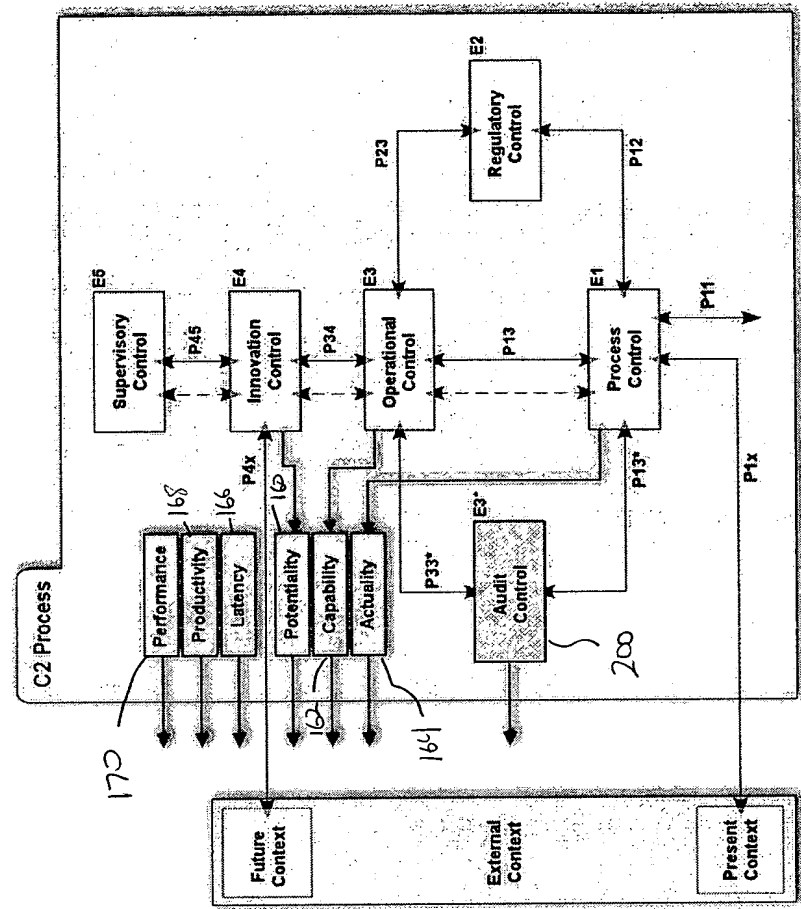 C2 Process
E5
Supervisory
Control
P45
E4
Innovation
Control
P34
E3
Operational
Control
P23
E2
Regulatory
Control
P12
P13
E1
Process
Control
P11
P4x
Performance
Productivity
168
Latency
166
170
Potentiality
160
Capability
162
Actuality
164
P33*
E3*
Audit
Control
200
P13*
P1x
Future
Context
External
Context
Present
Context